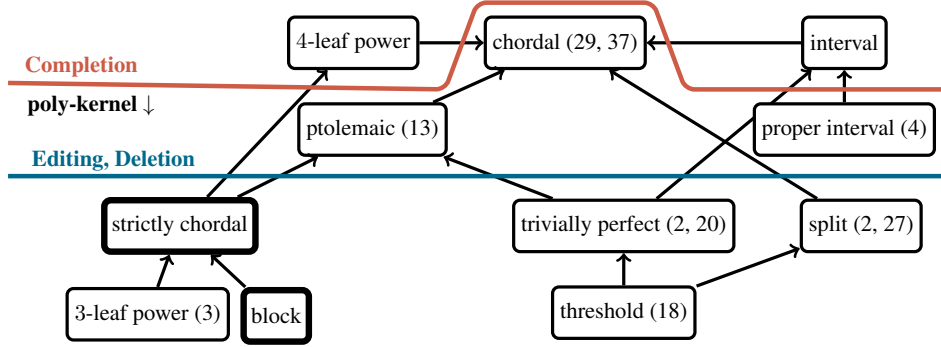 4-leaf power
chordal (29, 37)
interval
Completion
poly-kernel ↓
ptolemaic (13)
proper interval (4)
Editing, Deletion
strictly chordal
trivially perfect (2, 20)
split (2, 27)
3-leaf power (3)
block
threshold (18)